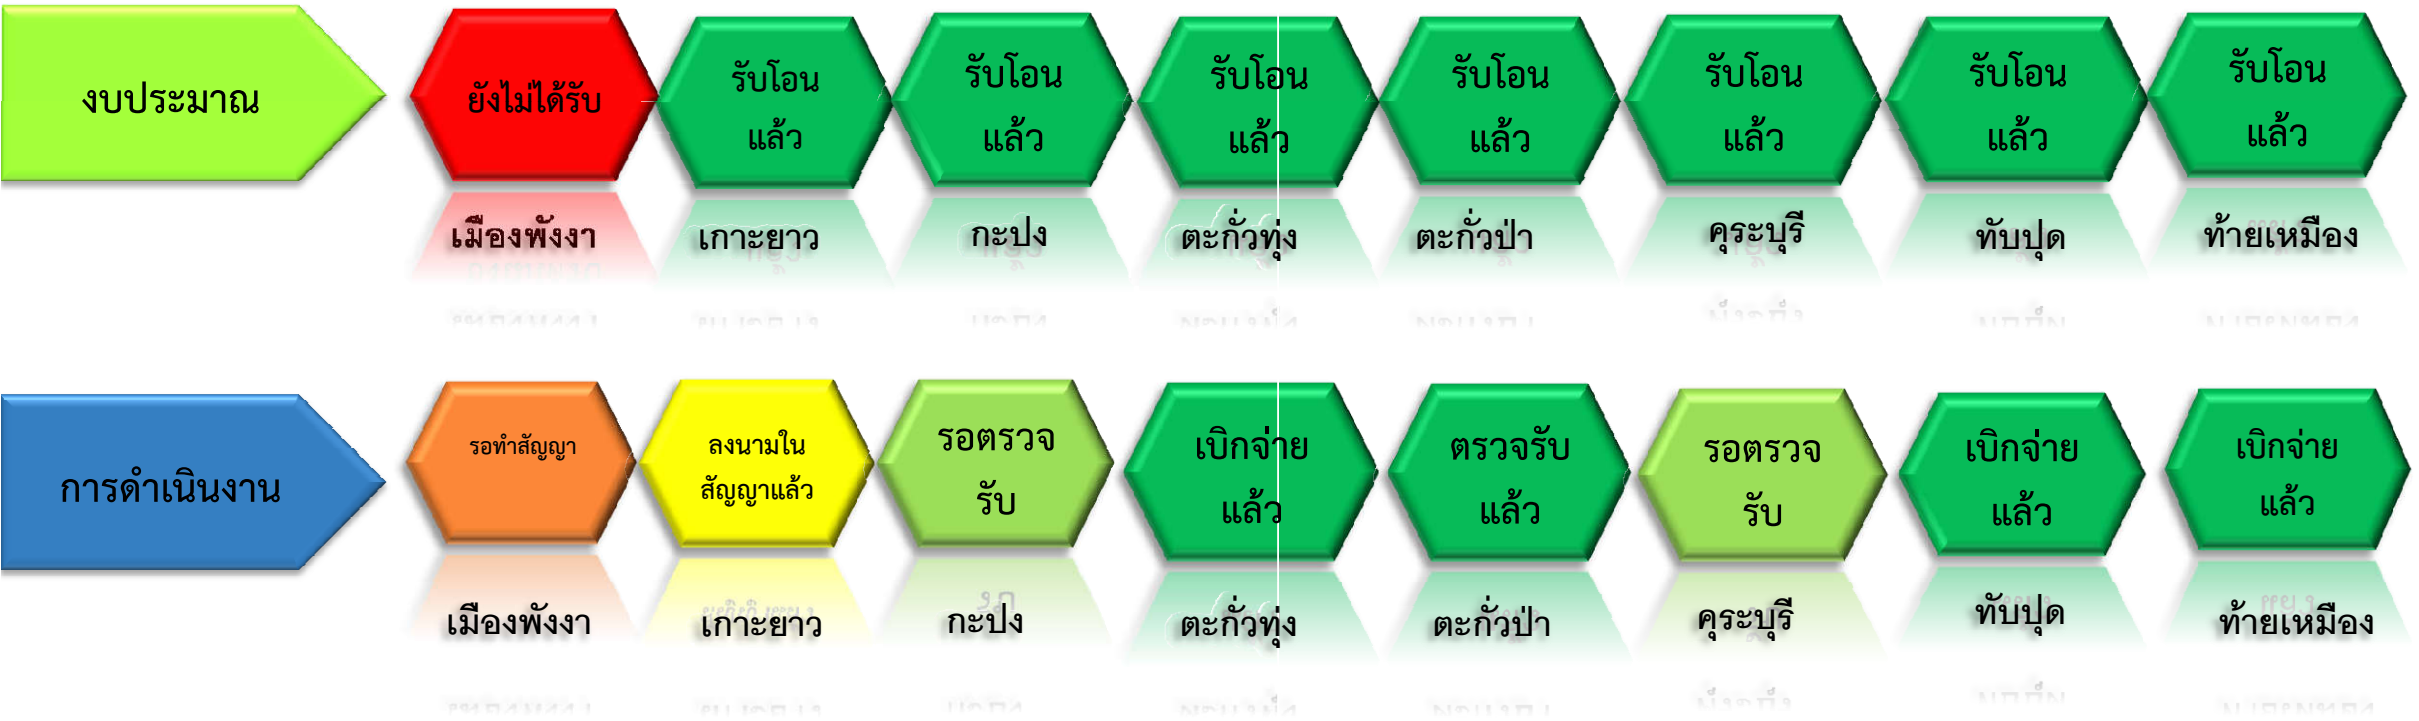 งบประมาณ
ยังไม่ได้รับ
รับโอน
แล้ว
รับโอน
แล้ว
รับโอน
แล้ว
รับโอน
แล้ว
รับโอน
แล้ว
รับโอน
แล้ว
รับโอน
แล้ว
เมืองพังงา
เกาะยาว
กะปง
ตะกั่วทุ่ง
ตะกั่วป่า
คุระบุรี
ทับปุด
ท้ายเหมือง
การดำเนินงาน
รอทำสัญญา
ลงนามใน
สัญญาแล้ว
รอตรวจ
รับ
เบิกจ่าย
แล้ว
ตรวจรับ
แล้ว
รอตรวจ
รับ
เบิกจ่าย
แล้ว
เบิกจ่าย
แล้ว
เมืองพังงา
เกาะยาว
กะปง
ตะกั่วทุ่ง
ตะกั่วป่า
คุระบุรี
ทับปุด
ท้ายเหมือง